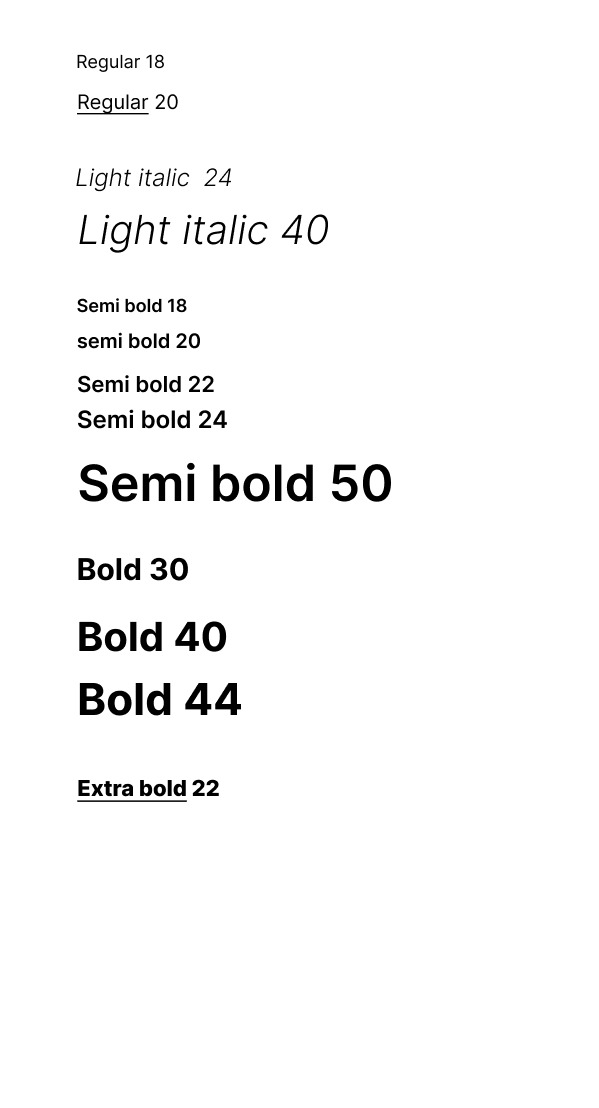 Regular 18
Regular 20
Light italic  24
Light italic 40
Semi bold 18
semi bold 20
Semi bold 22
Semi bold 24
Semi bold 50
Bold 30
Bold 40
Bold 44
Extra bold 22